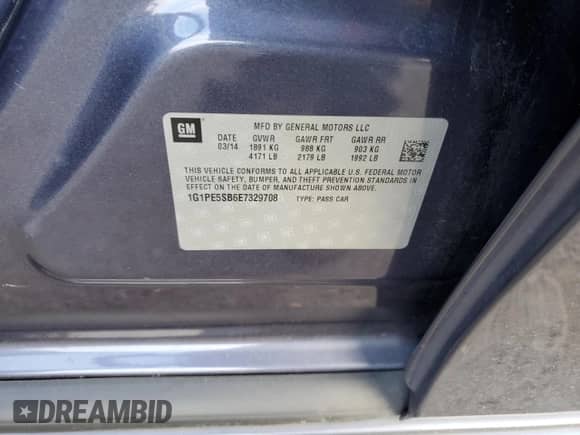 GM
MFD BY GENERAL MOTORS LLC
DATE GVWR GAWR FRT GAWR RR
03/14 1891 KG 988 KG 903 KG
4171 LB 2179 LB 1992 LB
THIS VEHICLE CONFORMS TO ALL APPLICABLE U.S. FEDERAL MOTOR
VEHICLE SAFETY, BUMPER, AND THEFT PREVENTION STANDARDS IN
EFFECT ON THE DATE OF MANUFACTURE SHOWN ABOVE.
1G1PE5SB6E7329708 TYPE: PASS CAR
DREAMBID